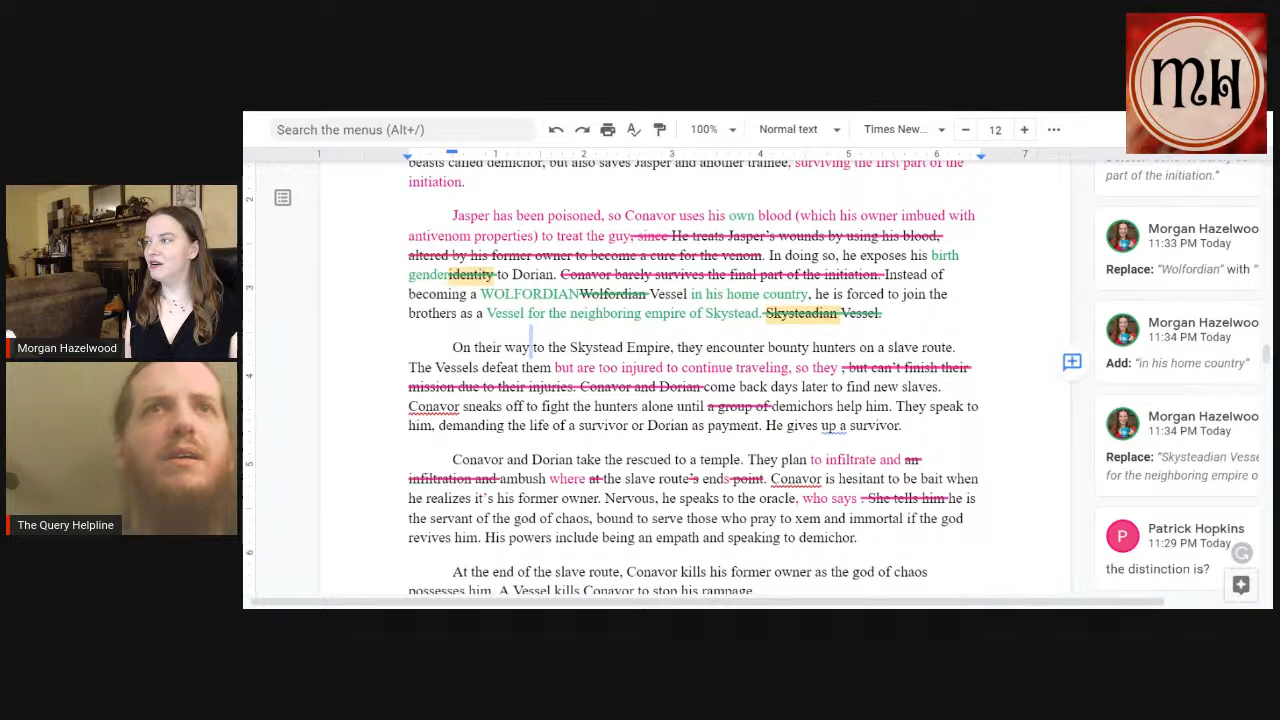 MH
Search the menus (Alt+/)
100%
Normal text
Times New...
12
1 1 2 3 4 5 6 7
beasts called demichor, but also saves Jasper and another trainee, surviving the first part of the
initiation.
Jasper has been poisoned, so Conavor uses his own blood (which his owner imbued with
antivenom properties) to treat the guy, since He treats Jasper's wounds by using his blood,
altered by his former owner to become a cure for the venom. In doing so, he exposes his birth
genderidentity to Dorian. Conavor barely survives the final part of the initiation. Instead of
becoming a WOLFORDIANWolfordian Vessel in his home country, he is forced to join the
brothers as a Vessel for the neighboring empire of Skystead. Skysteadian Vessel.
On their way to the Skystead Empire, they encounter bounty hunters on a slave route.
The Vessels defeat them but are too injured to continue traveling, so they , but can't finish their
mission due to their injuries. Conavor and Dorian come back days later to find new slaves.
Conavor sneaks off to fight the hunters alone until a group of demichors help him. They speak to
him, demanding the life of a survivor or Dorian as payment. He gives up a survivor.
Conavor and Dorian take the rescued to a temple. They plan to infiltrate and an
infiltration and ambush where at the slave route's ends point. Conavor is hesitant to be bait when
he realizes it's his former owner. Nervous, he speaks to the oracle, who says . She tells him he is
the servant of the god of chaos, bound to serve those who pray to xem and immortal if the god
revives him. His powers include being an empath and speaking to demichor.
At the end of the slave route, Conavor kills his former owner as the god of chaos
possesses him. A Vessel kills Conavor to stop his rampage.
2
3
4
5
6
part of the initiation."
Morgan Hazelwoo
11:33 PM Today
Replace: "Wolfordian" with "
Morgan Hazelwoo
11:34 PM Today
Add: "in his home country"
Morgan Hazelwoo
11:34 PM Today
Replace: "Skysteadian Vesse
for the neighboring empire o
P
Patrick Hopkins
11:29 PM Today
the distinction is?
Morgan Hazelwood
The Query Helpline